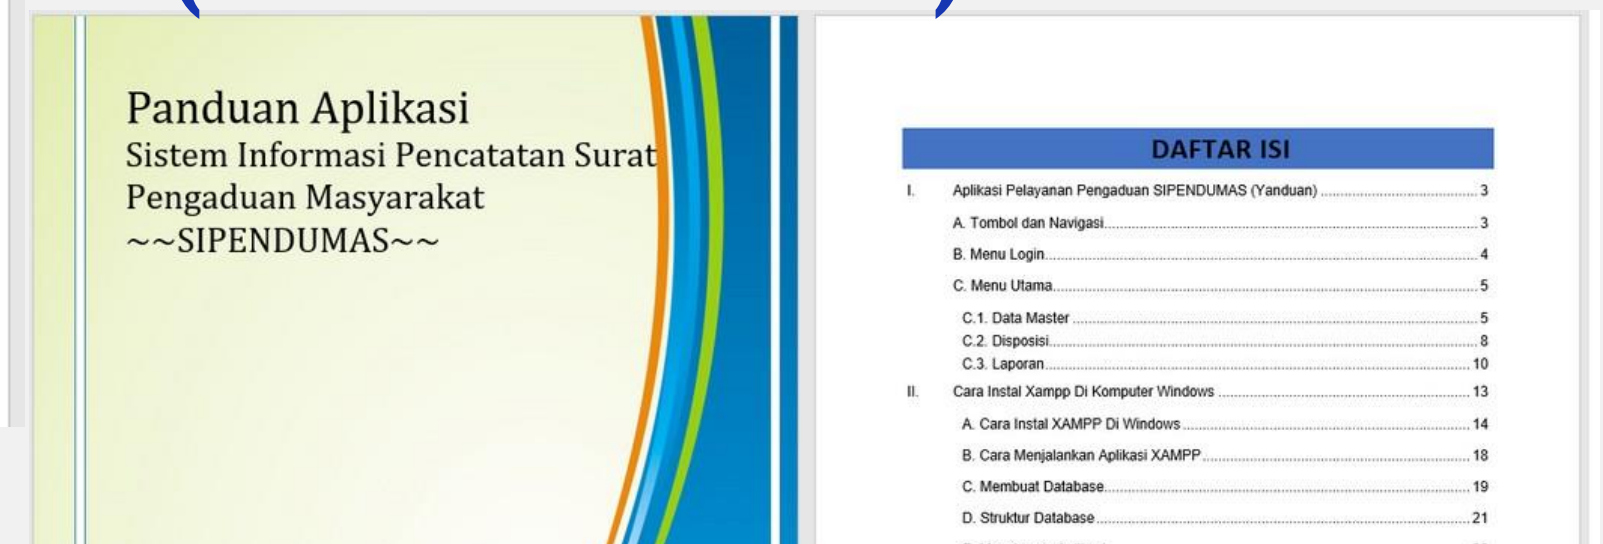 Panduan Aplikasi
Sistem Informasi Pencatatan Surat
Pengaduan Masyarakat
~~SIPENDUMAS~~
DAFTAR ISI
I. Aplikasi Pelayanan Pengaduan SIPENDUMAS (Yanduan) 3
A. Tombol dan Navigasi 3
B. Menu Login 4
C. Menu Utama 5
C.1. Data Master 5
C.2. Disposisi 8
C.3. Laporan 10
II. Cara Instal Xampp Di Komputer Windows 13
A. Cara Instal XAMPP Di Windows 14
B. Cara Menjalankan Aplikasi XAMPP 18
C. Membuat Database 19
D. Struktur Database 21